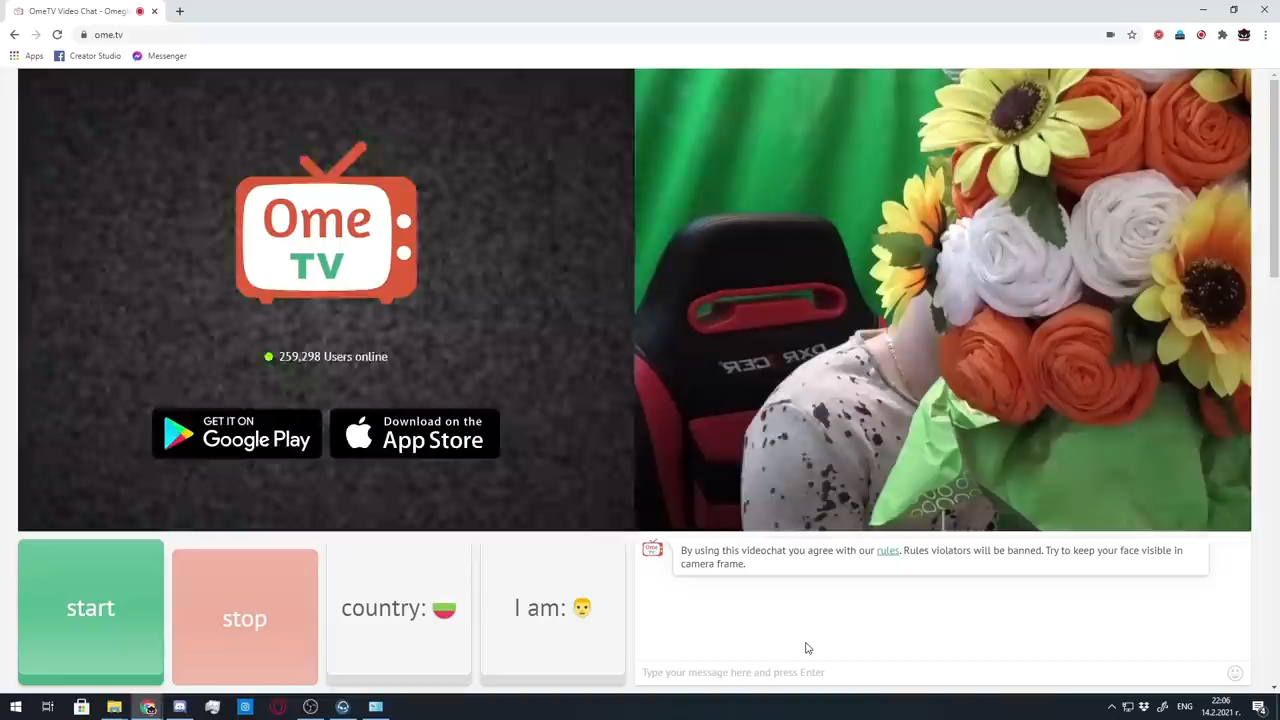 OmeTV Video Chat - Omeg
ome.tv
Apps
Creator Studio
Messenger
Ome
TV
259,298 Users online
GET IT ON
Google Play
Download on the
App Store
DXRACER
By using this videochat you agree with our rules. Rules violators will be banned. Try to keep your face visible in
camera frame.
start
stop
country:
I am:
Type your message here and press Enter
ENG
22:06
14.2.2021 г.
4